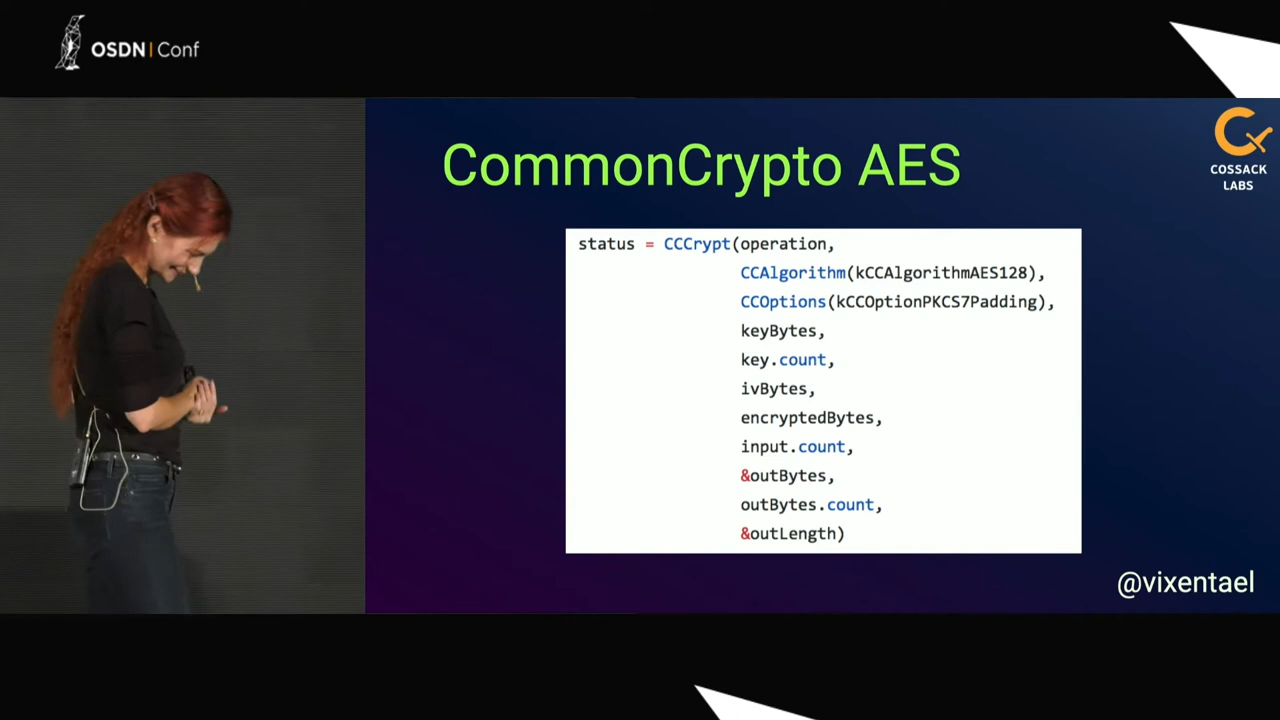 OSDN | Conf
CommonCrypto AES
COSSACK
LABS
status = CCCrypt(operation,
CCAlgorithm(kCCAlgorithmAES128),
CCOptions(kCCOptionPKCS7Padding),
keyBytes,
key.count,
ivBytes,
encryptedBytes,
input.count,
&outBytes,
outBytes.count,
&outLength)
@vixentael